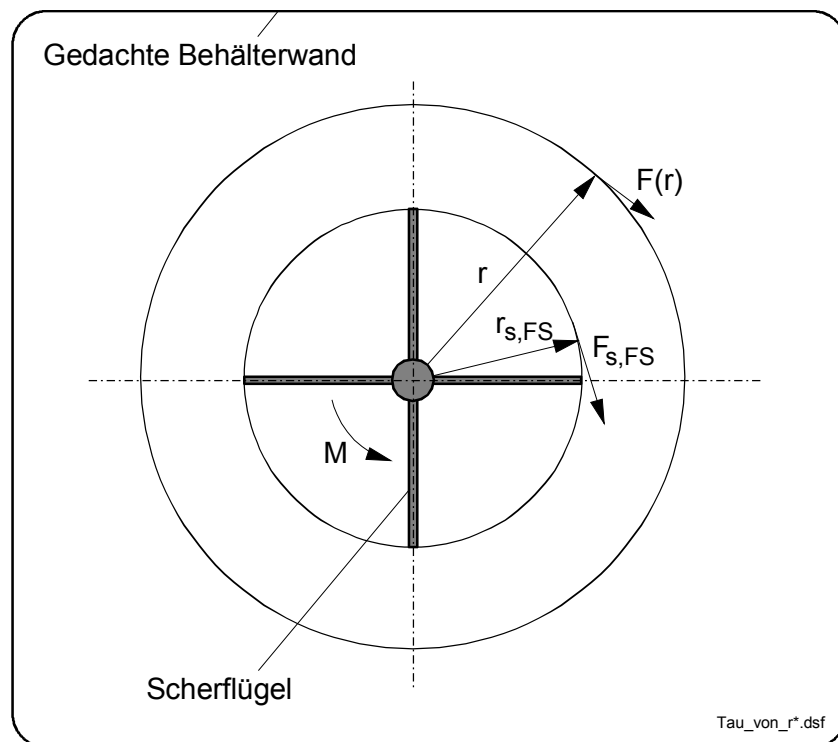 Gedachte Behälterwand
F(r)
r
r_s,FS
F_s,FS
M
Scherflügel
Tau_von_r*.dsf